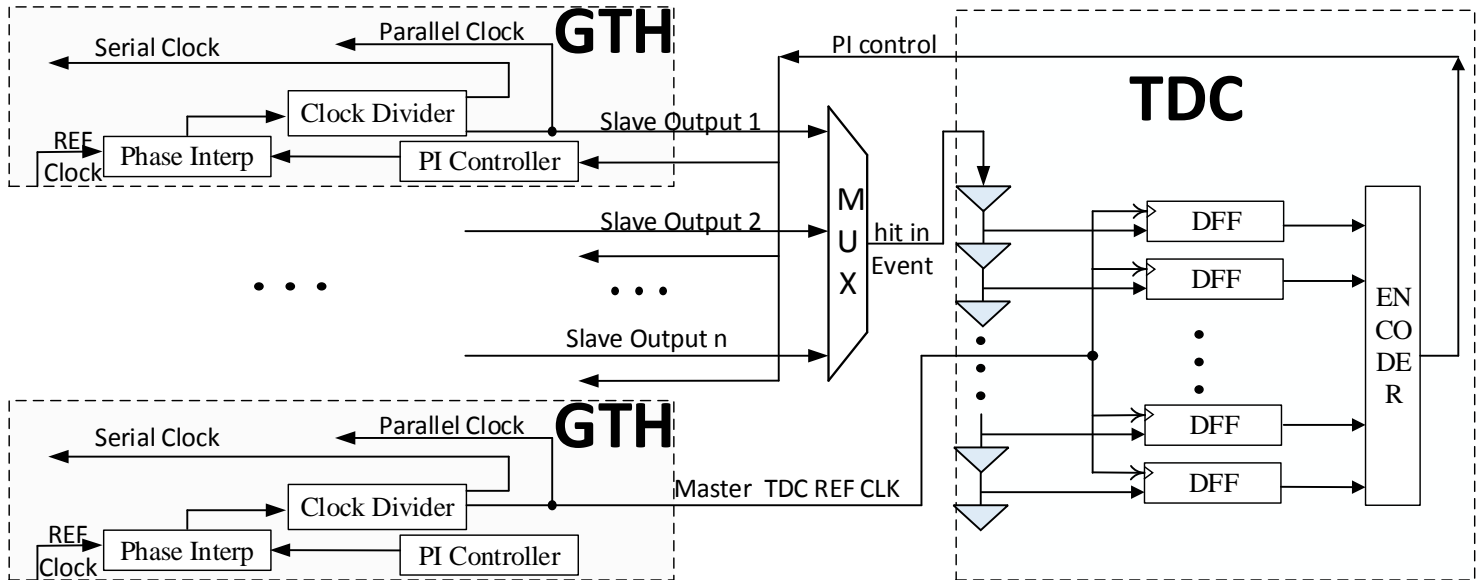 GTH
Parallel Clock
Serial Clock
Clock Divider
REF
Clock
Phase Interp
PI Controller
Slave Output 1
Slave Output 2
• • •
• • •
Slave Output n
PI control
M
U
X
hit in
Event
TDC
DFF
DFF
DFF
DFF
EN
CO
DE
R
GTH
Parallel Clock
Serial Clock
Clock Divider
REF
Clock
Phase Interp
PI Controller
Master TDC REF CLK